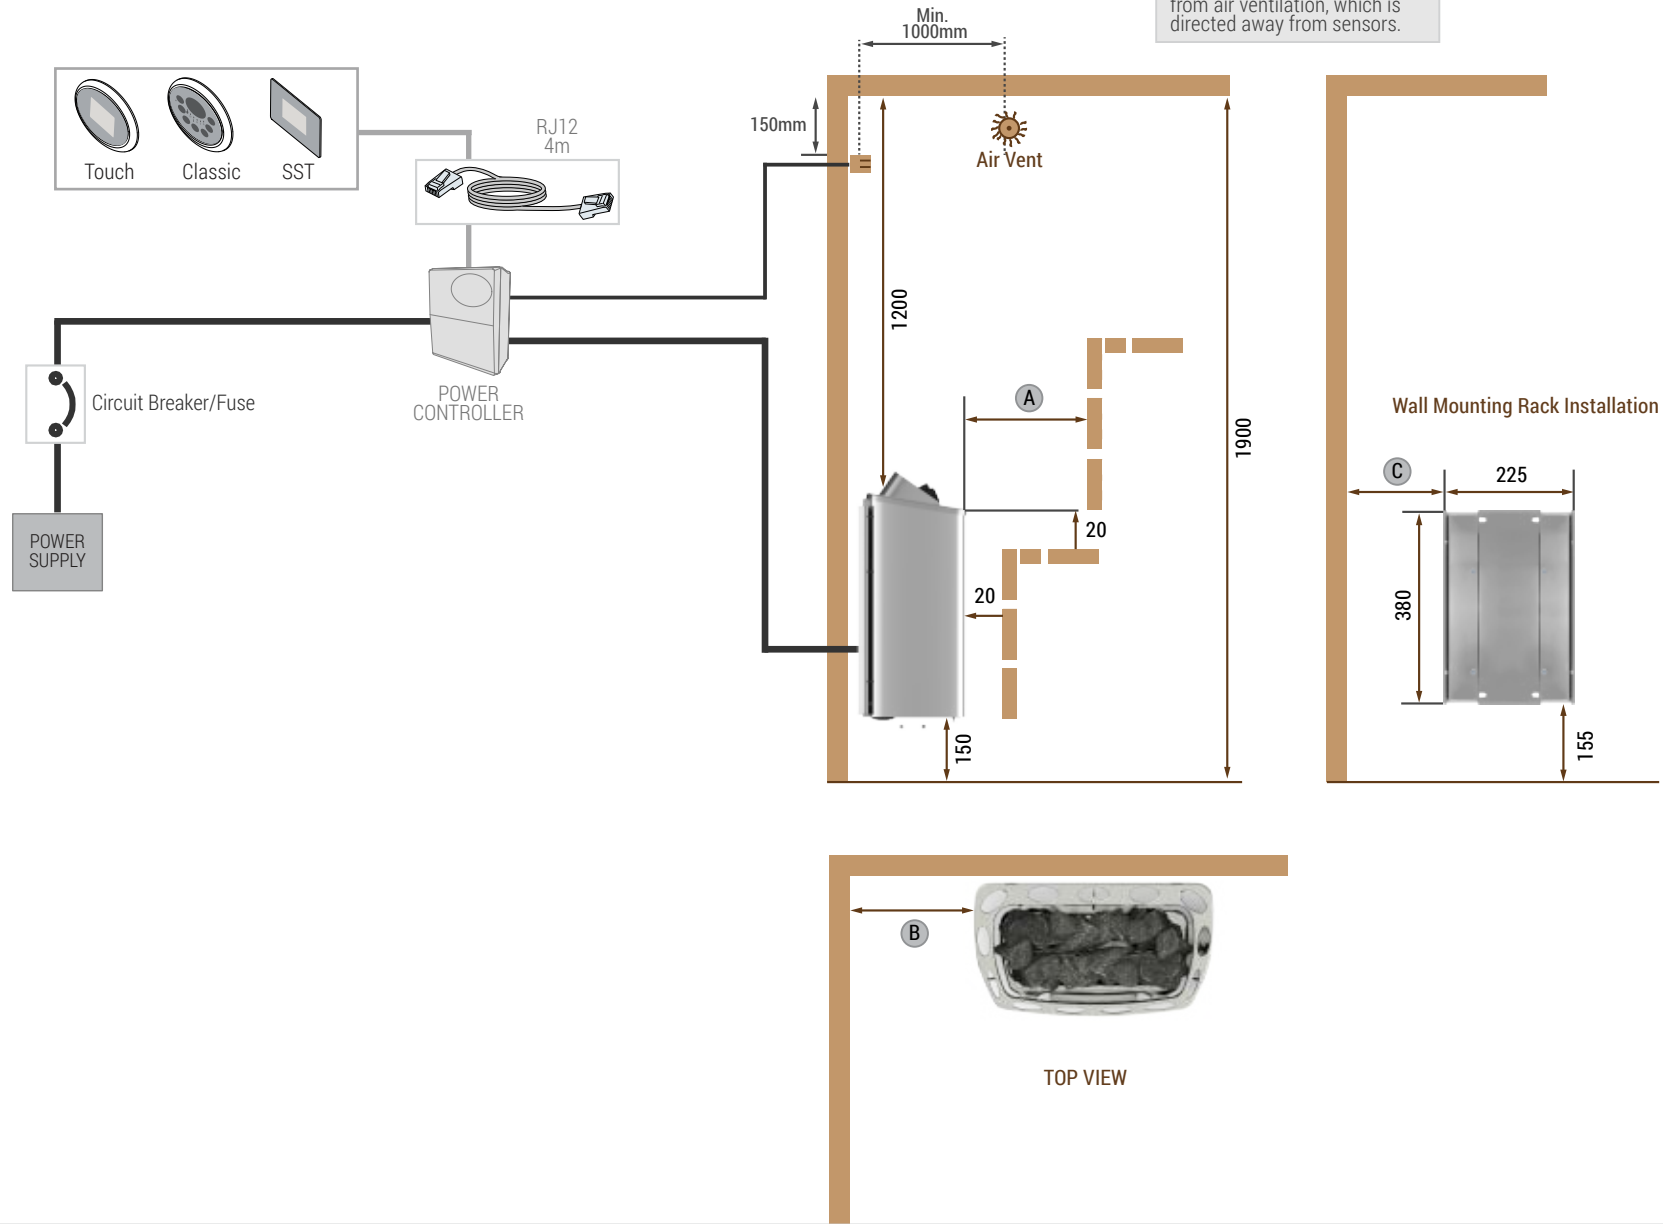 from air ventilation, which is
directed away from sensors.
Min.
1000mm
150mm
Air Vent
Touch
Classic
SST
RJ12
4m
POWER
CONTROLLER
Circuit Breaker/Fuse
POWER
SUPPLY
1200
1900
A
20
20
150
Wall Mounting Rack Installation
C
225
380
155
B
TOP VIEW